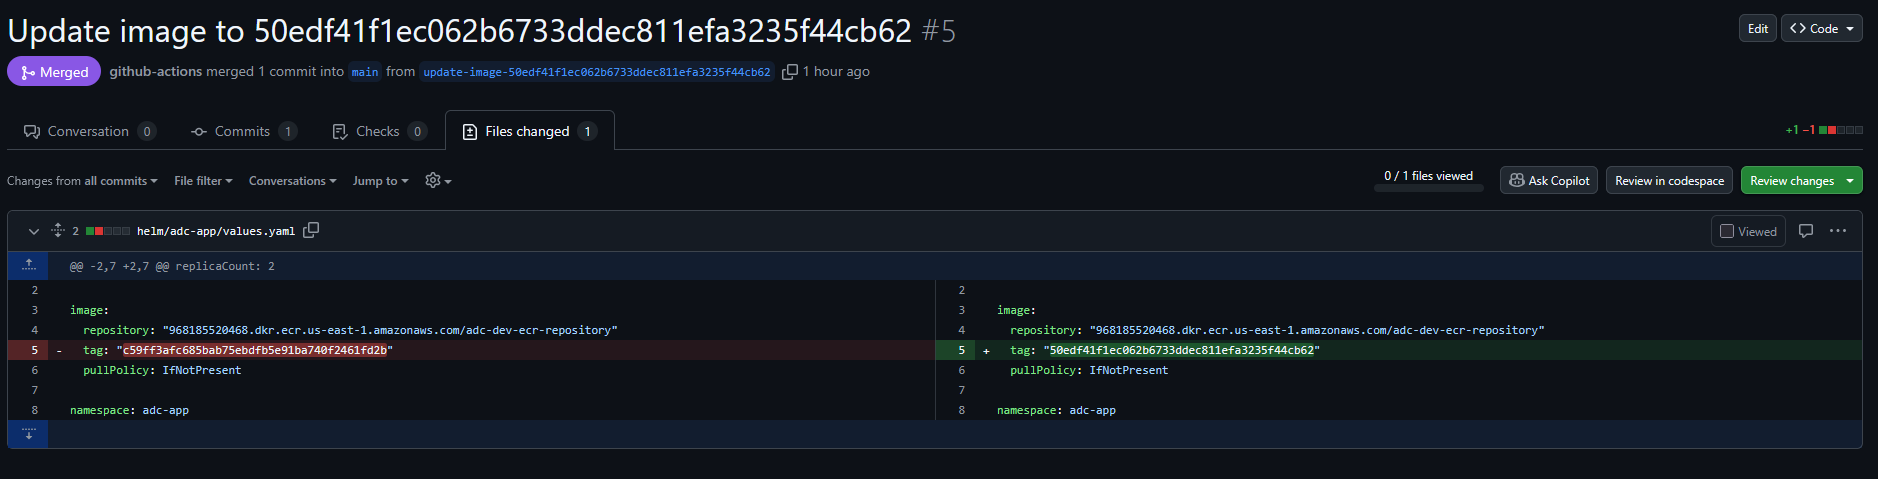 Update image to 50edf41f1ec062b6733ddec811efa3235f44cb62 #5
Edit
<> Code
Merged
github-actions merged 1 commit into main from update-image-50edf41f1ec062b6733ddec811efa3235f44cb62 1 hour ago
Conversation 0
Commits 1
Checks 0
Files changed 1
+1 −1
Changes from all commits
File filter
Conversations
Jump to
0 / 1 files viewed
Ask Copilot
Review in codespace
Review changes
2 helm/adc-app/values.yaml
Viewed
@@ -2,7 +2,7 @@ replicaCount: 2
2
3 image:
4 repository: "968185520468.dkr.ecr.us-east-1.amazonaws.com/adc-dev-ecr-repository"
5 - tag: "c59ff3afc685bab75ebdfb5e91ba740f2461fd2b"
6 pullPolicy: IfNotPresent
7
8 namespace: adc-app
2
3 image:
4 repository: "968185520468.dkr.ecr.us-east-1.amazonaws.com/adc-dev-ecr-repository"
5 + tag: "50edf41f1ec062b6733ddec811efa3235f44cb62"
6 pullPolicy: IfNotPresent
7
8 namespace: adc-app